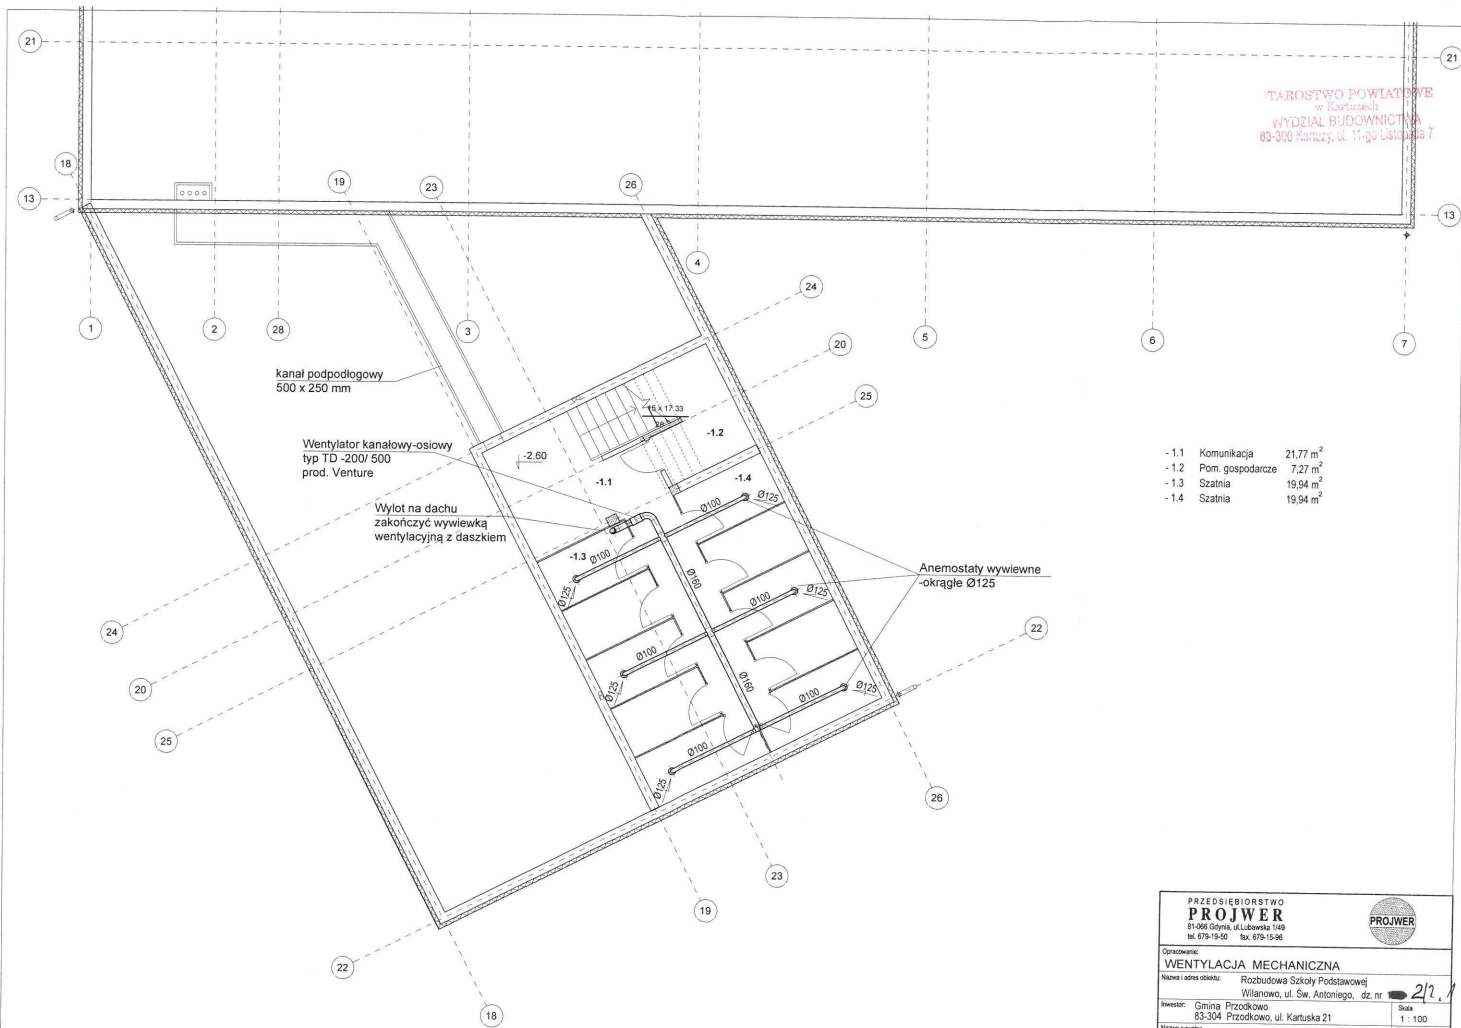 21
21
TAROSTWO POWIATOWE
w Kartuzach
WYDZIAŁ BUDOWNICTWA
83-300 Kartuzy, ul. 11-go Listopada 7
18
19
23
26
13
13
4
24
1
2
28
3
5
6
7
20
kanał podpodłogowy
500 x 250 mm
25
15 x 17.33
-1.2
Wentylator kanałowy-osiowy
typ TD -200/ 500
prod. Venture
-2.60
-1.1
-1.4
- 1.1 Komunikacja 21,77 m²
- 1.2 Pom. gospodarcze 7,27 m²
- 1.3 Szatnia 19,94 m²
- 1.4 Szatnia 19,94 m²
Wylot na dachu
zakończyć wywiewką
wentylacyjną z daszkiem
Ø100
Ø125
-1.3
Ø100
Ø160
Ø125
Anemostaty wywiewne
-okrągłe Ø125
Ø100
Ø125
24
22
Ø100
Ø125
Ø160
Ø100
Ø125
20
25
Ø100
Ø125
26
23
19
22
18
PRZEDSIĘBIORSTWO
PROJWER
81-066 Gdynia, ul.Lubawska 1/49
tel. 679-19-50 fax. 679-15-96
PROJWER
Opracowanie:
WENTYLACJA MECHANICZNA
Nazwa i adres obiektu: Rozbudowa Szkoły Podstawowej
Wilanowo, ul. Św. Antoniego, dz. nr 2/2.1
Inwestor: Gmina Przodkowo
83-304 Przodkowo, ul. Kartuska 21
Skala
1 : 100